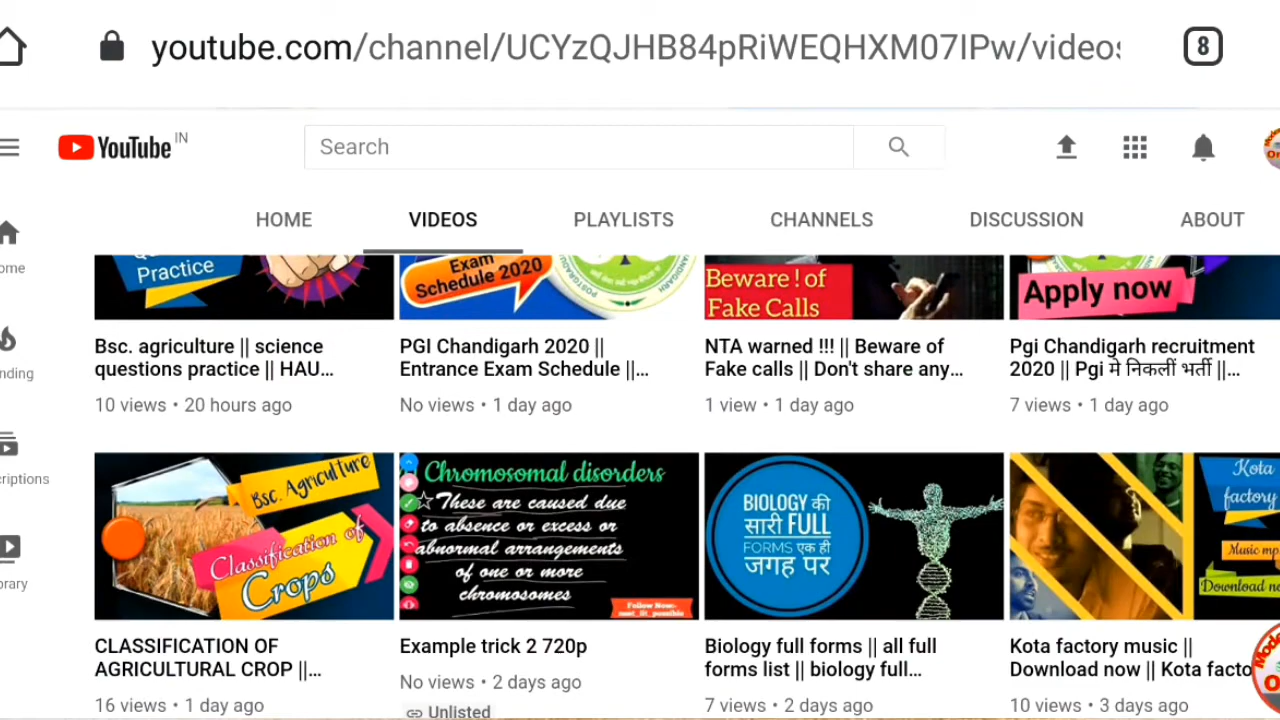 youtube.com/channel/UCYzQJHB84pRiWEQHXM07IPw/videos
8
YouTube IN
Search
HOME VIDEOS PLAYLISTS CHANNELS DISCUSSION ABOUT
ome
nding
criptions
brary
Practice
Exam
Schedule 2020
Beware ! of
Fake Calls
Apply now
Bsc. agriculture || science
questions practice || HAU...
10 views • 20 hours ago
PGI Chandigarh 2020 ||
Entrance Exam Schedule ||...
No views • 1 day ago
NTA warned !!! || Beware of
Fake calls || Don't share any...
1 view • 1 day ago
Pgi Chandigarh recruitment
2020 || Pgi मे निकलीं भर्ती ||...
7 views • 1 day ago
Bsc. Agriculture
Classification of
Crops
Chromosomal disorders
These are caused due
to absence or excess or
abnormal arrangements
of one or more
chromosomes
Follow Now:-
BIOLOGY की
सारी FULL
FORMS एक ही
जगह पर
Kota
factory
Music mp
Download no
CLASSIFICATION OF
AGRICULTURAL CROP ||...
16 views • 1 day ago
Example trick 2 720p
No views • 2 days ago
Unlisted
Biology full forms || all full
forms list || biology full...
7 views • 2 days ago
Kota factory music ||
Download now || Kota facto
10 views • 3 days ago